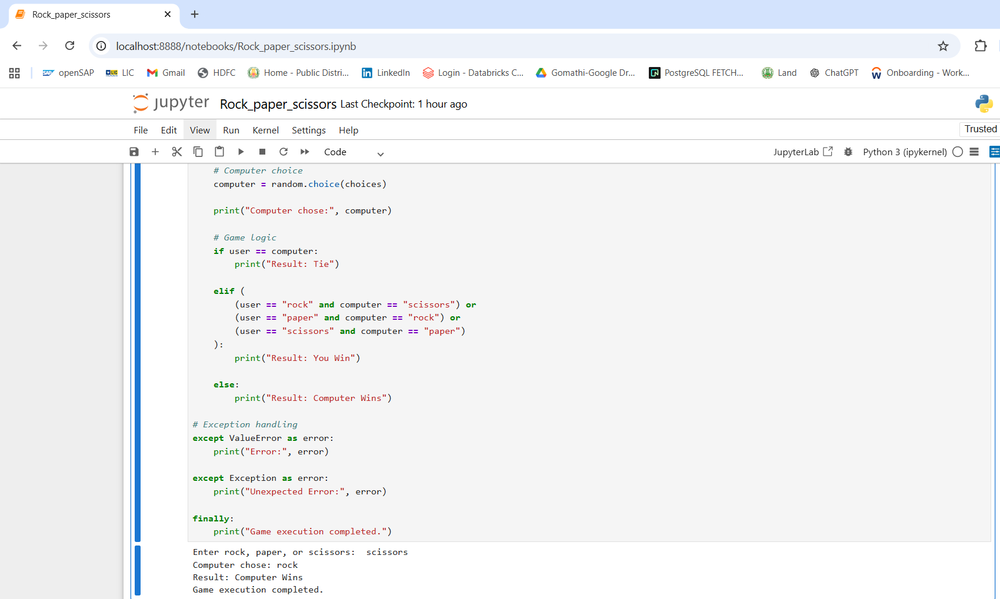 Rock_paper_scissors
localhost:8888/notebooks/Rock_paper_scissors.ipynb
openSAP LIC Gmail HDFC Home - Public Distri... LinkedIn Login - Databricks C... Gomathi-Google Dr... PostgreSQL FETCH... Land ChatGPT Onboarding - Work...
jupyter Rock_paper_scissors Last Checkpoint: 1 hour ago
File Edit View Run Kernel Settings Help Trusted
Code JupyterLab Python 3 (ipykernel)
    # Computer choice
    computer = random.choice(choices)
    print("Computer chose:", computer)
    # Game logic
    if user == computer:
        print("Result: Tie")
    elif (
        (user == "rock" and computer == "scissors") or
        (user == "paper" and computer == "rock") or
        (user == "scissors" and computer == "paper")
    ):
        print("Result: You Win")
    else:
        print("Result: Computer Wins")
# Exception handling
except ValueError as error:
    print("Error:", error)
except Exception as error:
    print("Unexpected Error:", error)
finally:
    print("Game execution completed.")
Enter rock, paper, or scissors:  scissors
Computer chose: rock
Result: Computer Wins
Game execution completed.